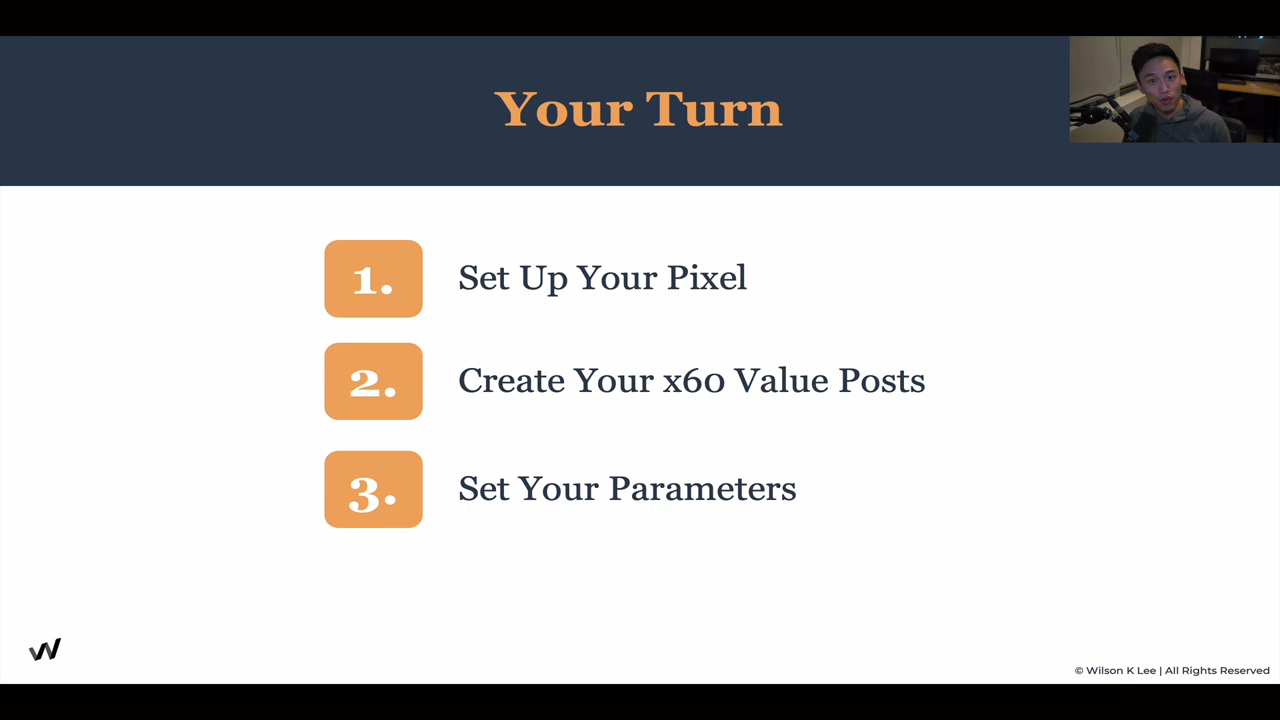 Your Turn
1. Set Up Your Pixel
2. Create Your x60 Value Posts
3. Set Your Parameters
© Wilson K Lee | All Rights Reserved